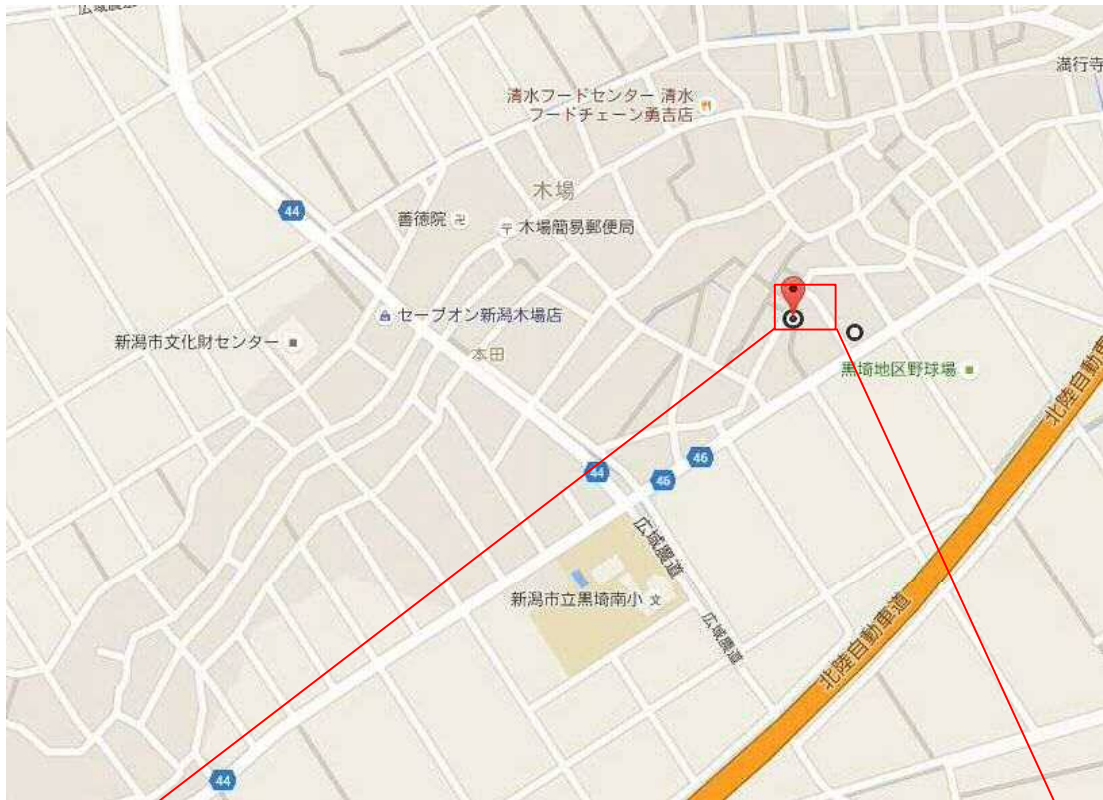 広域農道
満行寺
清水フードセンター 清水
フードチェーン勇吉店
木場
44
善徳院 卍
〒 木場簡易郵便局
セーブオン新潟木場店
新潟市文化財センター
本田
黒埼地区野球場
北陸自動車
46
44
46
広域農道
新潟市立黒埼南小 文
広域農道
北陸自動車道
44